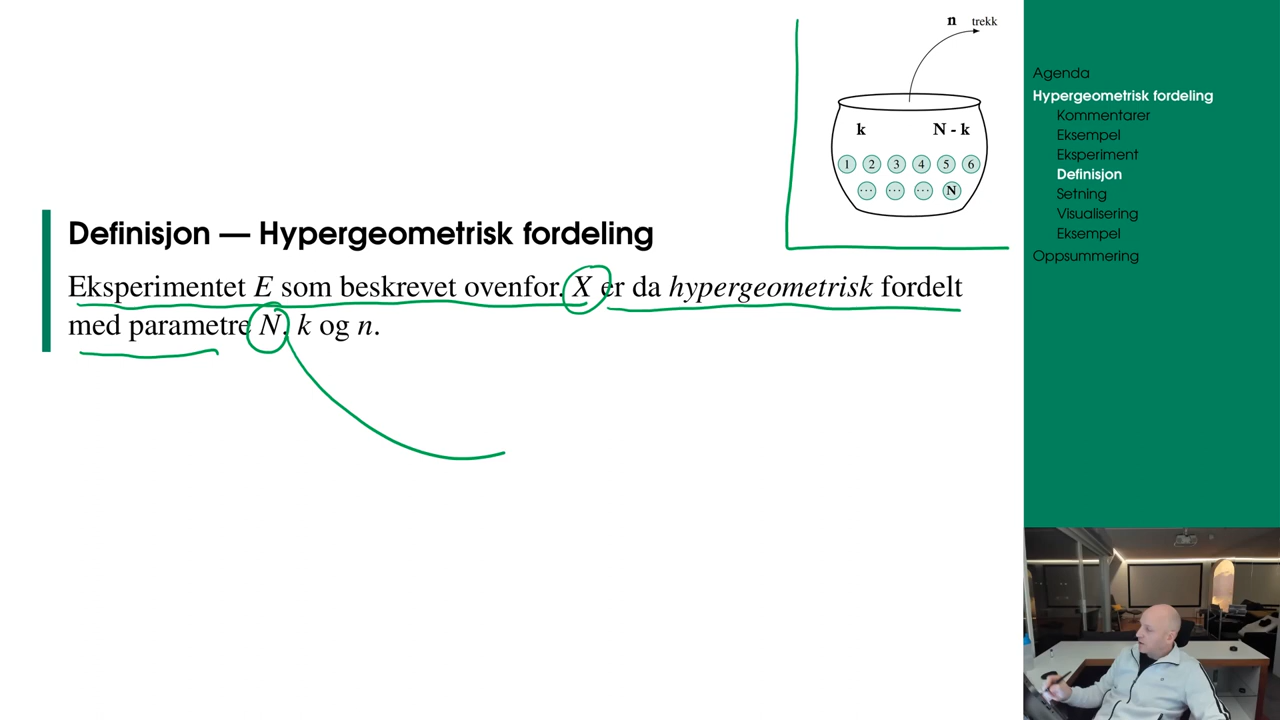 n trekk
k N - k
1 2 3 4 5 6
... ... ... N
Definisjon — Hypergeometrisk fordeling
Eksperimentet E som beskrevet ovenfor. X er da hypergeometrisk fordelt
med parametre N, k og n.
Agenda
Hypergeometrisk fordeling
Kommentarer
Eksempel
Eksperiment
Definisjon
Setning
Visualisering
Eksempel
Oppsummering